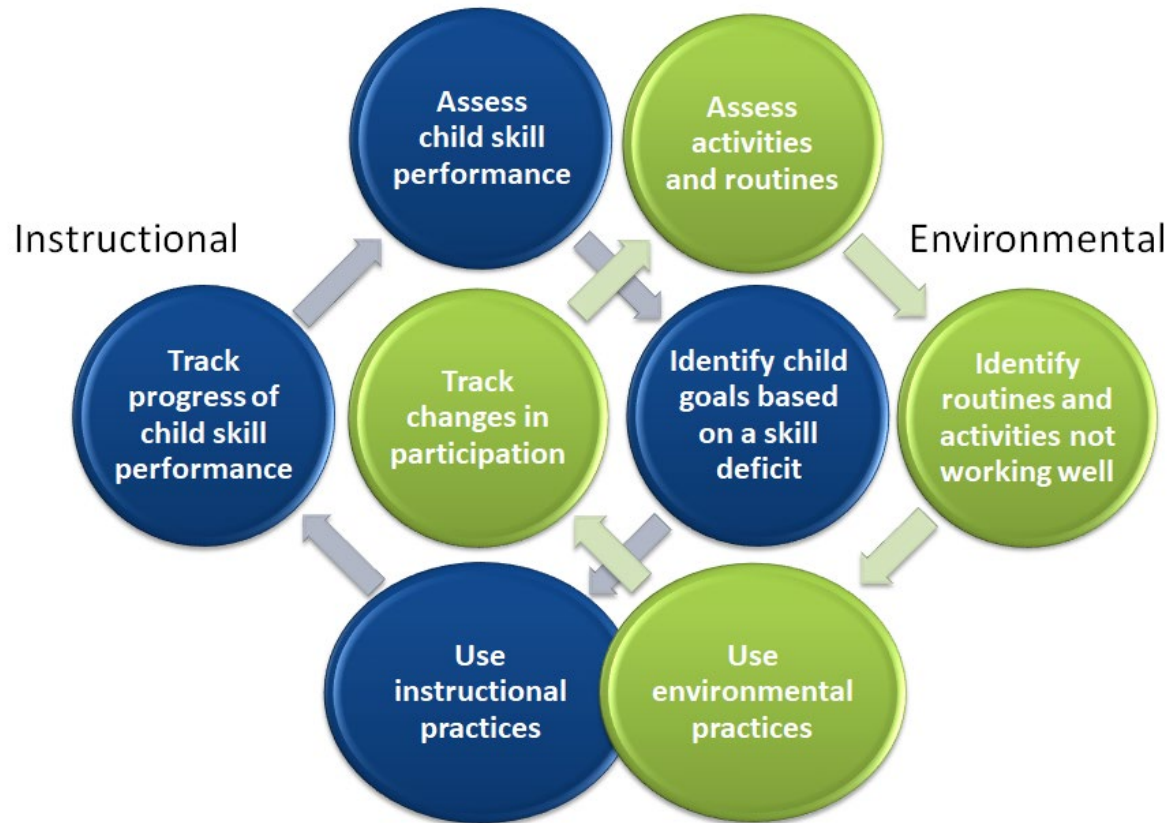 Assess
child skill
performance
Assess
activities
and routines
Instructional
Environmental
Track
progress of
child skill
performance
Track
changes in
participation
Identify child
goals based
on a skill
deficit
Identify
routines and
activities not
working well
Use
instructional
practices
Use
environmental
practices